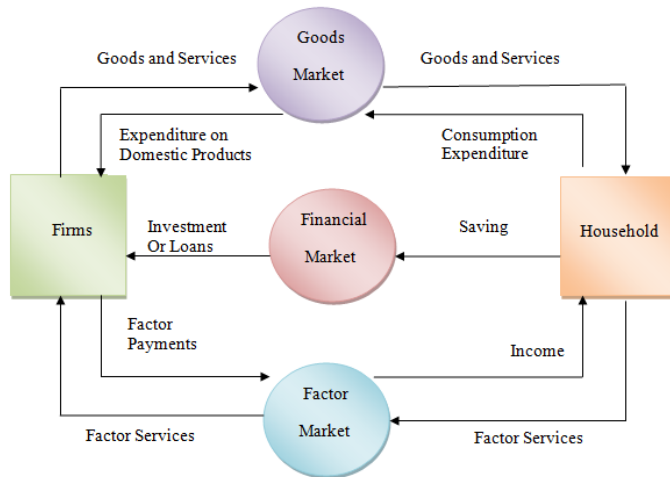 Goods
Market
Goods and Services
Goods and Services
Expenditure on
Domestic Products
Consumption
Expenditure
Firms
Investment
Or Loans
Financial
Market
Saving
Household
Factor
Payments
Income
Factor
Market
Factor Services
Factor Services